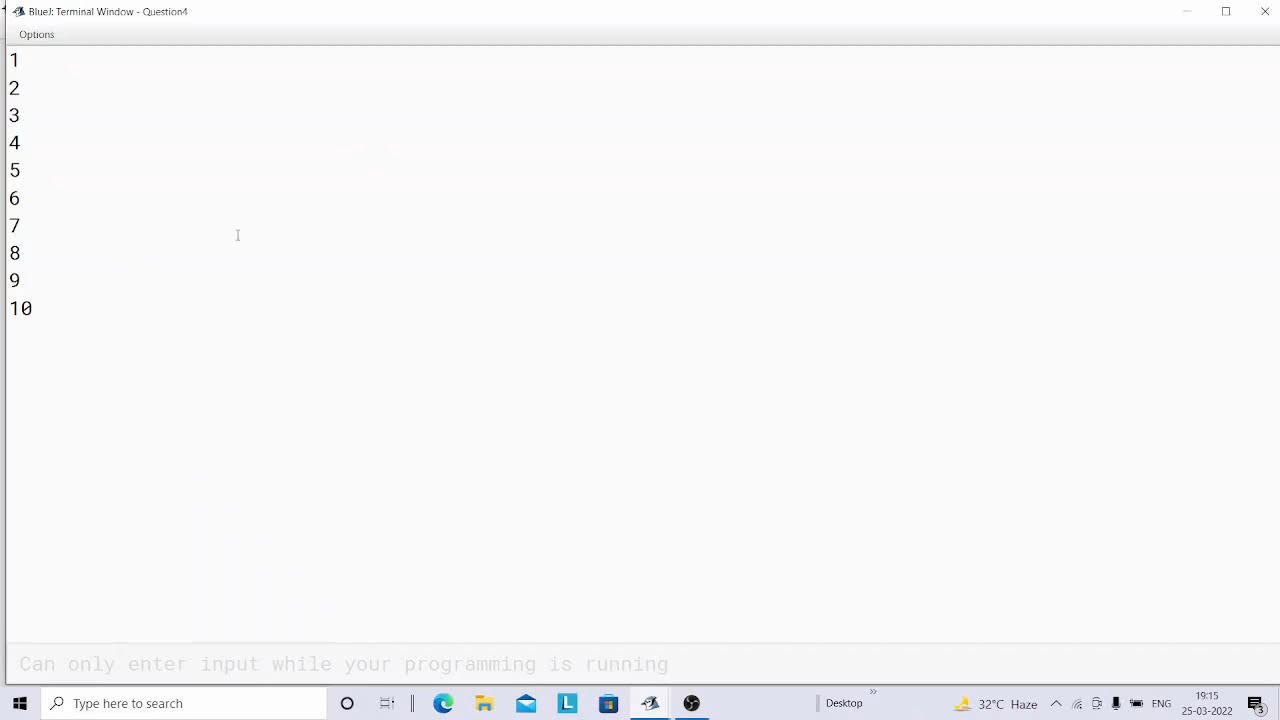 BlueJ: Terminal Window - Question4
Options
1
2
3
4
5
6
7
8
9
10
Can only enter input while your programming is running
Type here to search
Desktop
32°C Haze
ENG
19:15
25-03-2022
3